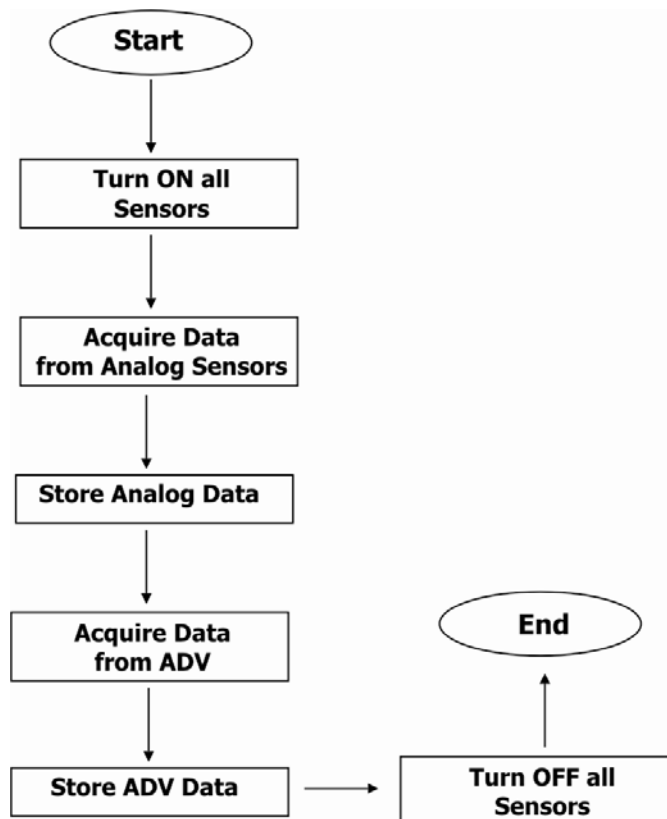 Start
Turn ON all
Sensors
Acquire Data
from Analog Sensors
Store Analog Data
Acquire Data
from ADV
Store ADV Data
Turn OFF all
Sensors
End